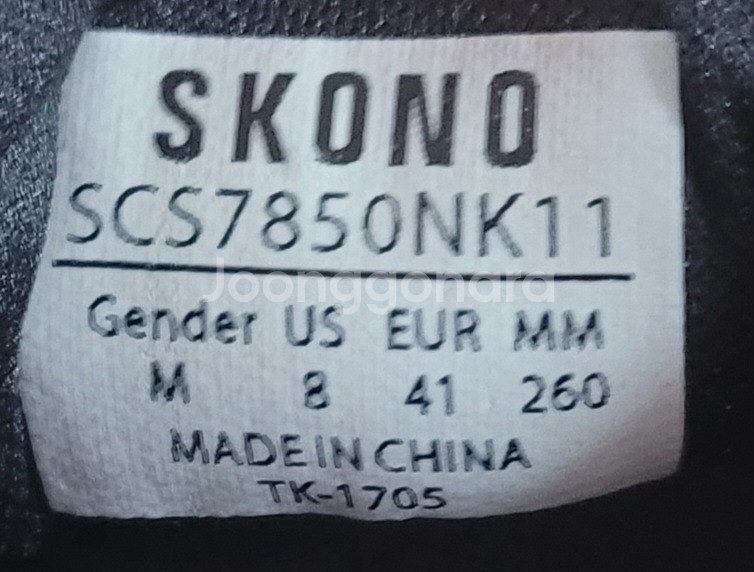 SKONO
SCS7850NK11
Joonggonara
Gender US EUR MM
M 8 41 260
MADE IN CHINA
TK-1705